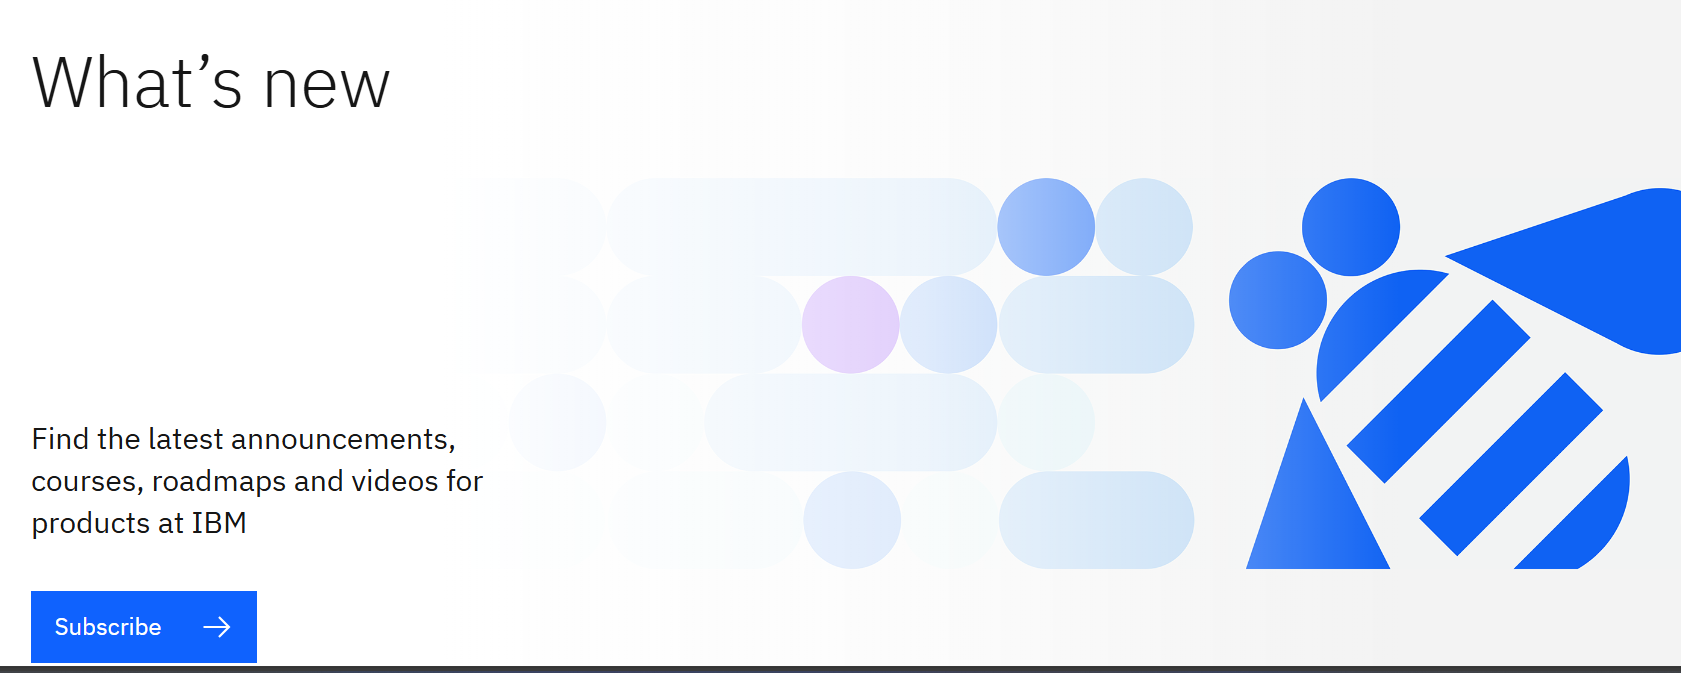 What’s new
Find the latest announcements,
courses, roadmaps and videos for
products at IBM
Subscribe